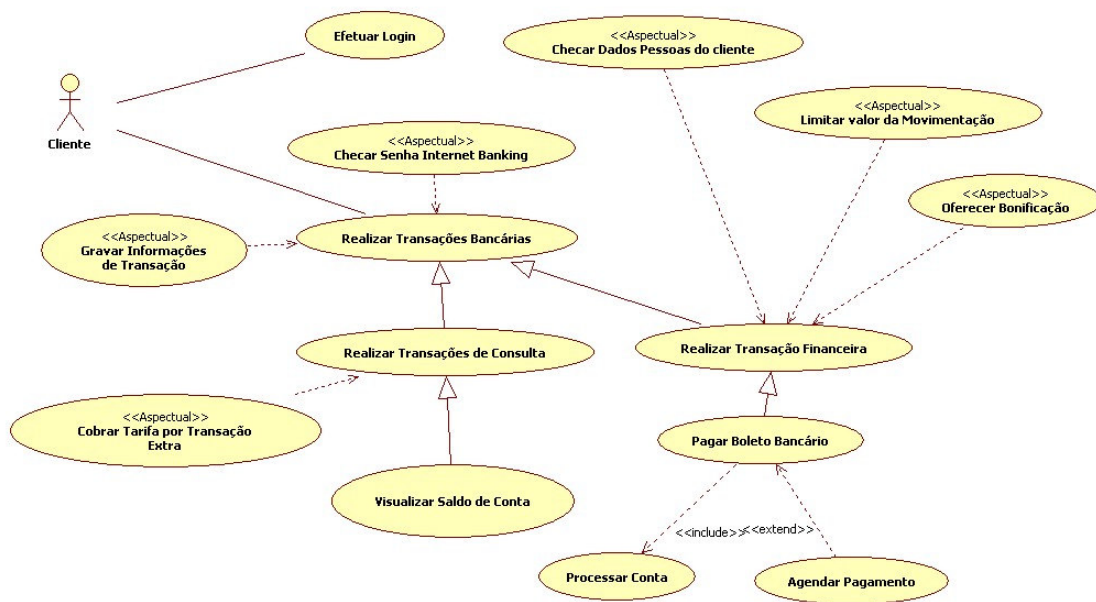 Efetuar Login
<<Aspectual>>
Checar Dados Pessoas do cliente
Cliente
<<Aspectual>>
Limitar valor da Movimentação
<<Aspectual>>
Checar Senha Internet Banking
<<Aspectual>>
Oferecer Bonificação
<<Aspectual>>
Gravar Informações
de Transação
Realizar Transações Bancárias
Realizar Transações de Consulta
Realizar Transação Financeira
<<Aspectual>>
Cobrar Tarifa por Transação
Extra
Pagar Boleto Bancário
Visualizar Saldo de Conta
<<include>>
<<extend>>
Processar Conta
Agendar Pagamento